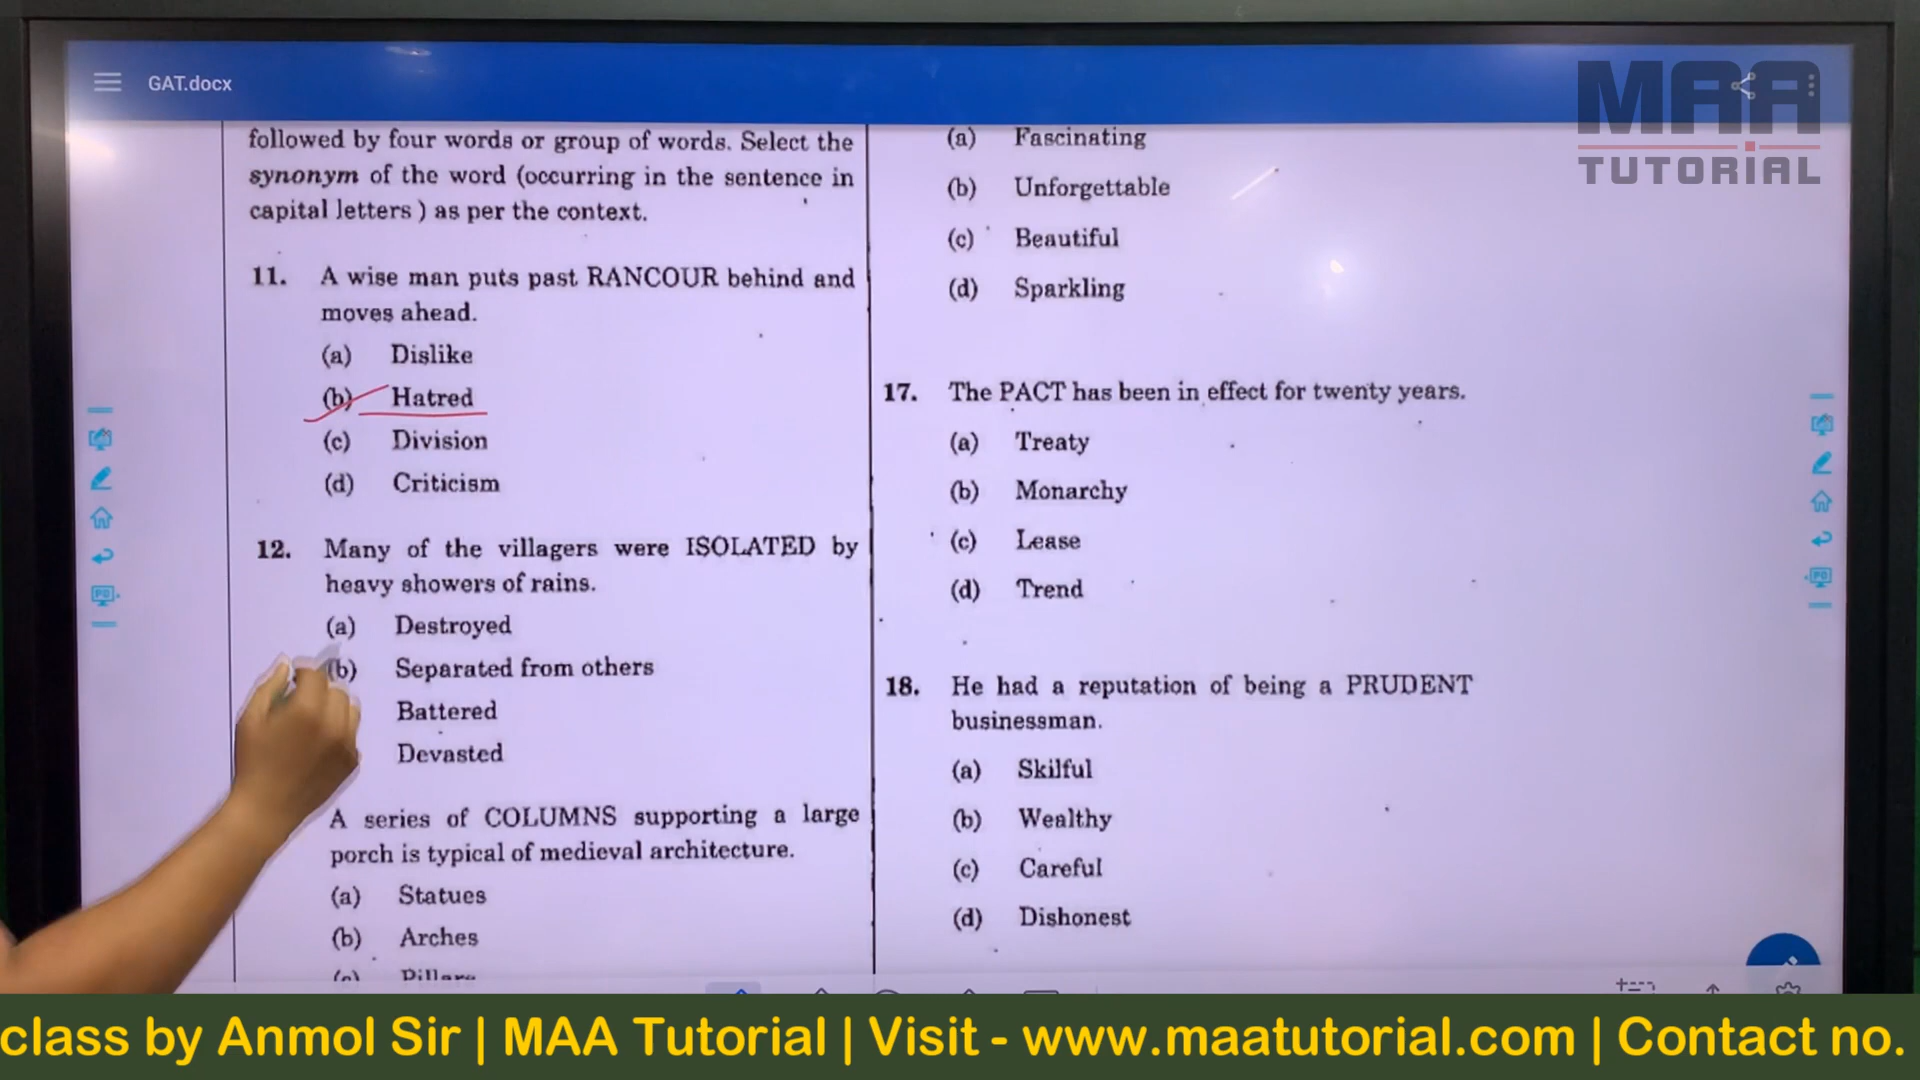 GAT.docx
MAA
TUTORIAL
followed by four words or group of words. Select the
synonym of the word (occurring in the sentence in
capital letters ) as per the context.
11. A wise man puts past RANCOUR behind and
moves ahead.
(a) Dislike
(b) Hatred
(c) Division
(d) Criticism
12. Many of the villagers were ISOLATED by
heavy showers of rains.
(a) Destroyed
(b) Separated from others
Battered
Devasted
A series of COLUMNS supporting a large
porch is typical of medieval architecture.
(a) Statues
(b) Arches
(c) Pillars
(a) Fascinating
(b) Unforgettable
(c) Beautiful
(d) Sparkling
17. The PACT has been in effect for twenty years.
(a) Treaty
(b) Monarchy
(c) Lease
(d) Trend
18. He had a reputation of being a PRUDENT
businessman.
(a) Skilful
(b) Wealthy
(c) Careful
(d) Dishonest
class by Anmol Sir | MAA Tutorial | Visit - www.maatutorial.com | Contact no.